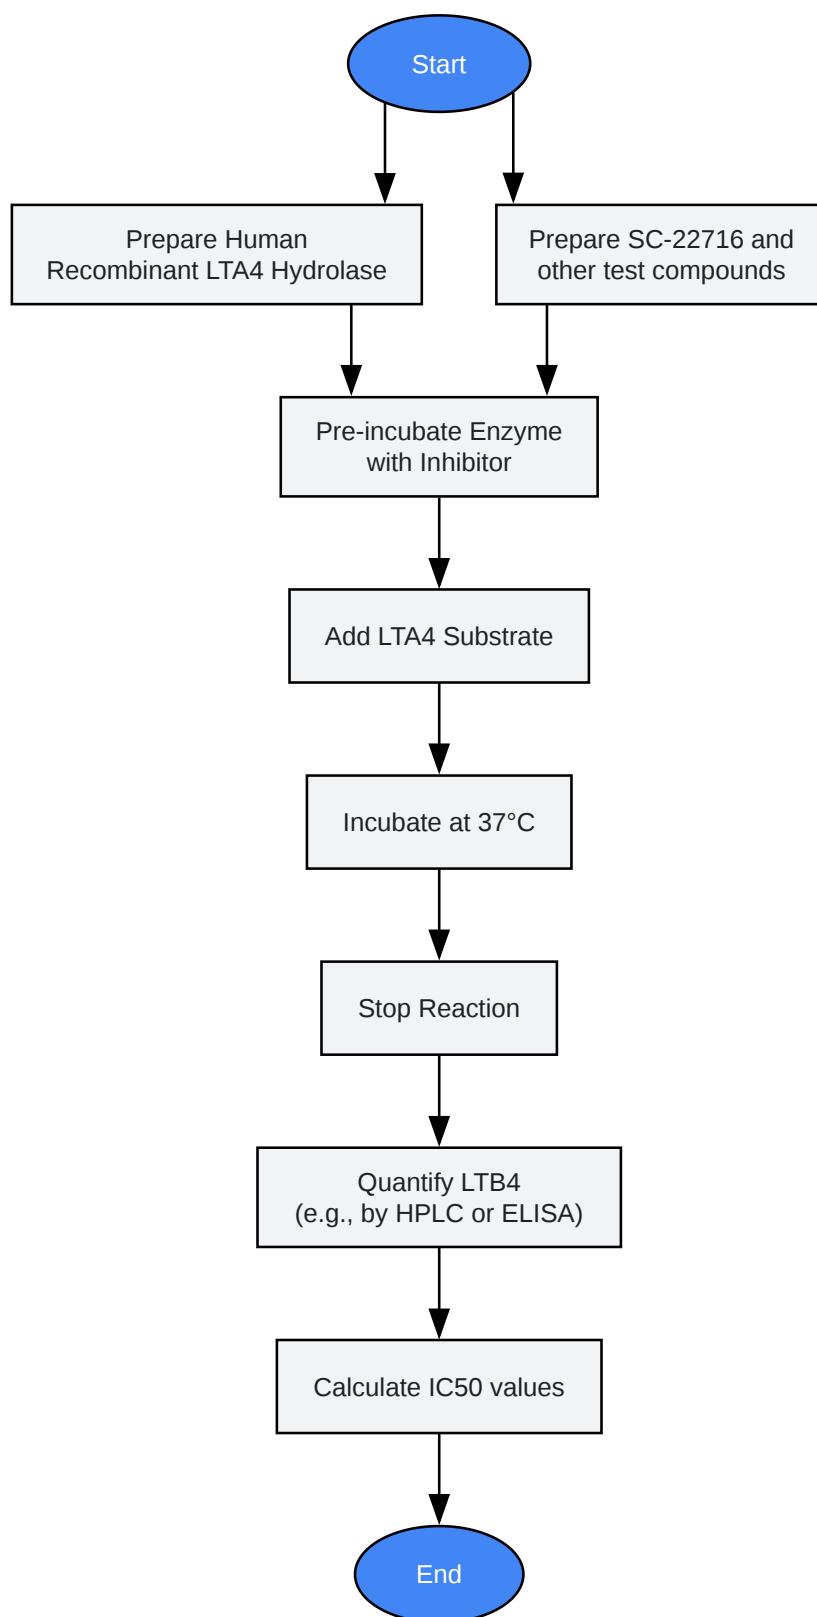 Start
Prepare Human
Recombinant LTA4 Hydrolase
Prepare SC-22716 and
other test compounds
Pre-incubate Enzyme
with Inhibitor
Add LTA4 Substrate
Incubate at 37°C
Stop Reaction
Quantify LTB4
(e.g., by HPLC or ELISA)
Calculate IC50 values
End